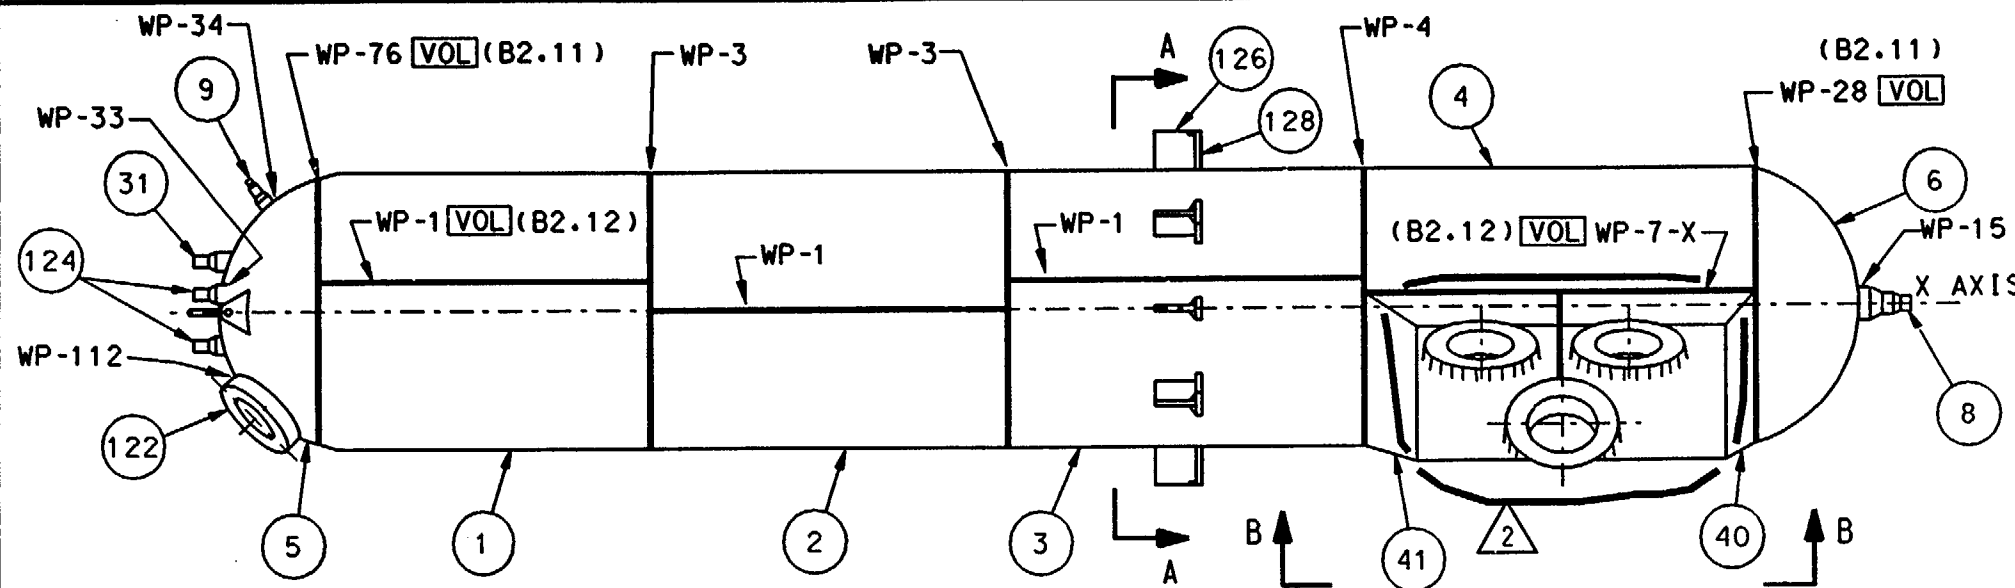 WP-34
WP-76 VOL (B2.11)
WP-3
WP-3
A
126
WP-4
(B2.11)
9
4
WP-28 VOL
WP-33
128
31
6
WP-1 VOL (B2.12)
WP-1
(B2.12) VOL WP-7-X
WP-15
124
WP-1
X AXIS
WP-112
122
8
5
1
2
3
A
B
41
2
40
B